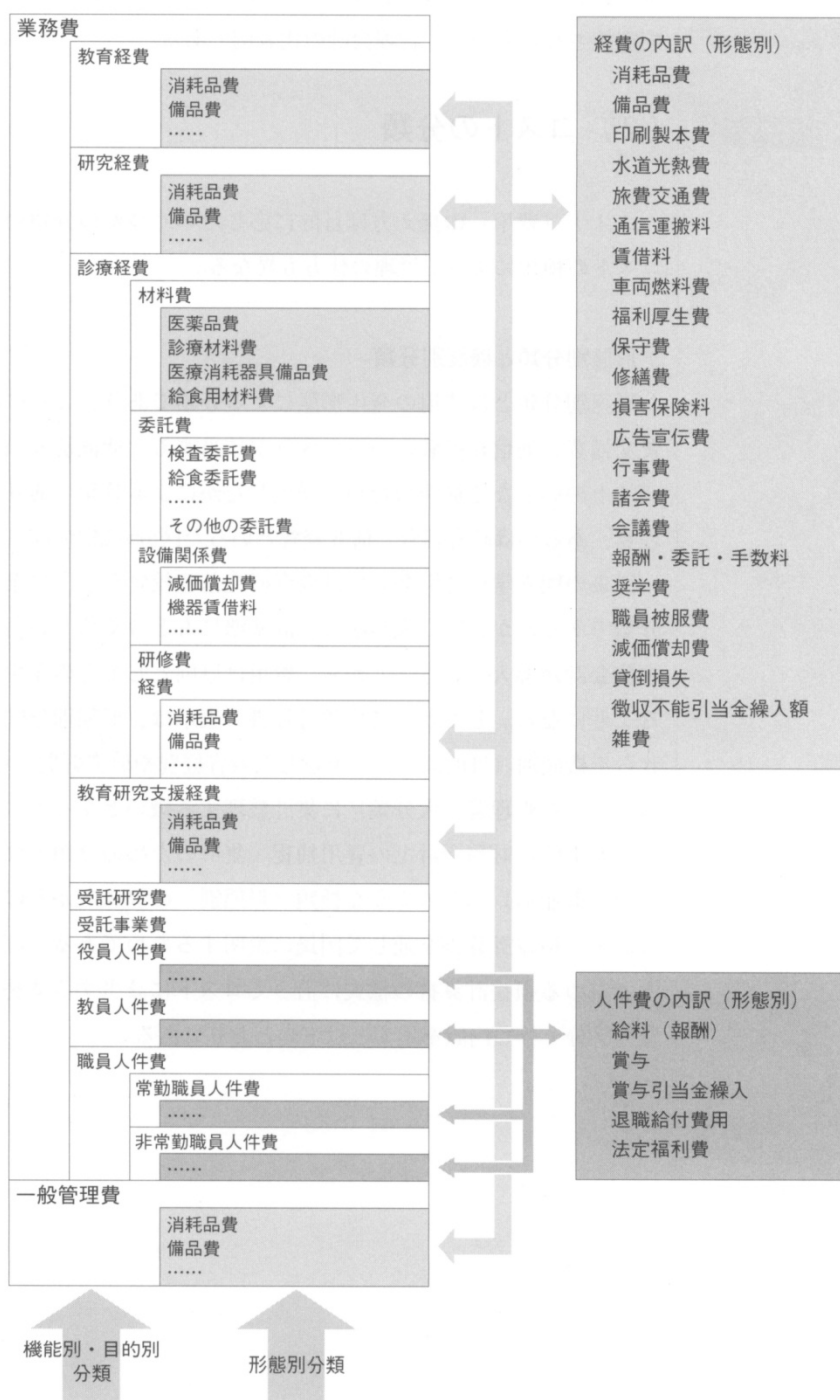 業務費
教育経費
消耗品費
備品費
……
研究経費
消耗品費
備品費
……
診療経費
材料費
医薬品費
診療材料費
医療消耗器具備品費
給食用材料費
委託費
検査委託費
給食委託費
……
その他の委託費
設備関係費
減価償却費
機器賃借料
……
研修費
経費
消耗品費
備品費
……
教育研究支援経費
消耗品費
備品費
……
受託研究費
受託事業費
役員人件費
……
教員人件費
……
職員人件費
常勤職員人件費
……
非常勤職員人件費
……
一般管理費
消耗品費
備品費
……
機能別・目的別
分類
形態別分類
経費の内訳（形態別）
消耗品費
備品費
印刷製本費
水道光熱費
旅費交通費
通信運搬料
賃借料
車両燃料費
福利厚生費
保守費
修繕費
損害保険料
広告宣伝費
行事費
諸会費
会議費
報酬・委託・手数料
奨学費
職員被服費
減価償却費
貸倒損失
徴収不能引当金繰入額
雑費
人件費の内訳（形態別）
給料（報酬）
賞与
賞与引当金繰入
退職給付費用
法定福利費